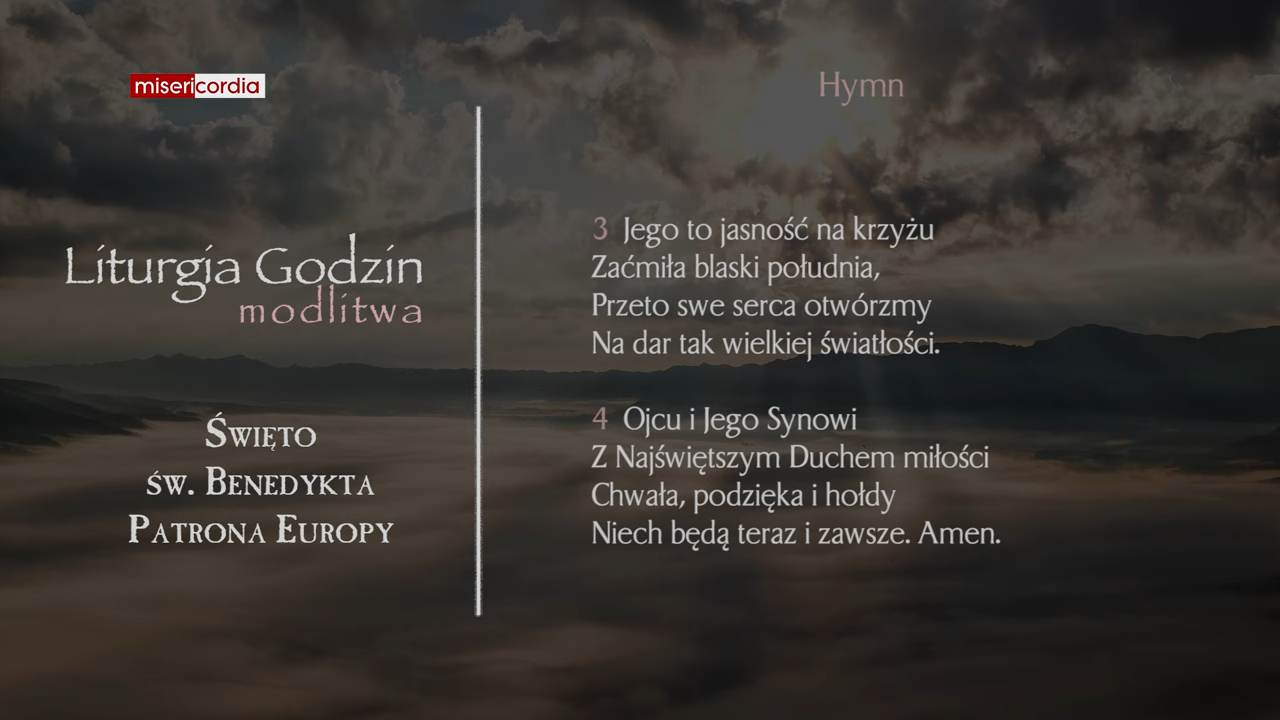 misericordia
Liturgia Godzin
modlitwa
Święto
św. Benedykta
Patrona Europy
Hymn
3 Jego to jasność na krzyżu
Zaćmiła blaski południa,
Przeto swe serca otwórzmy
Na dar tak wielkiej światłości.
4 Ojcu i Jego Synowi
Z Najświętszym Duchem miłości
Chwała, podzięka i hołdy
Niech będą teraz i zawsze. Amen.